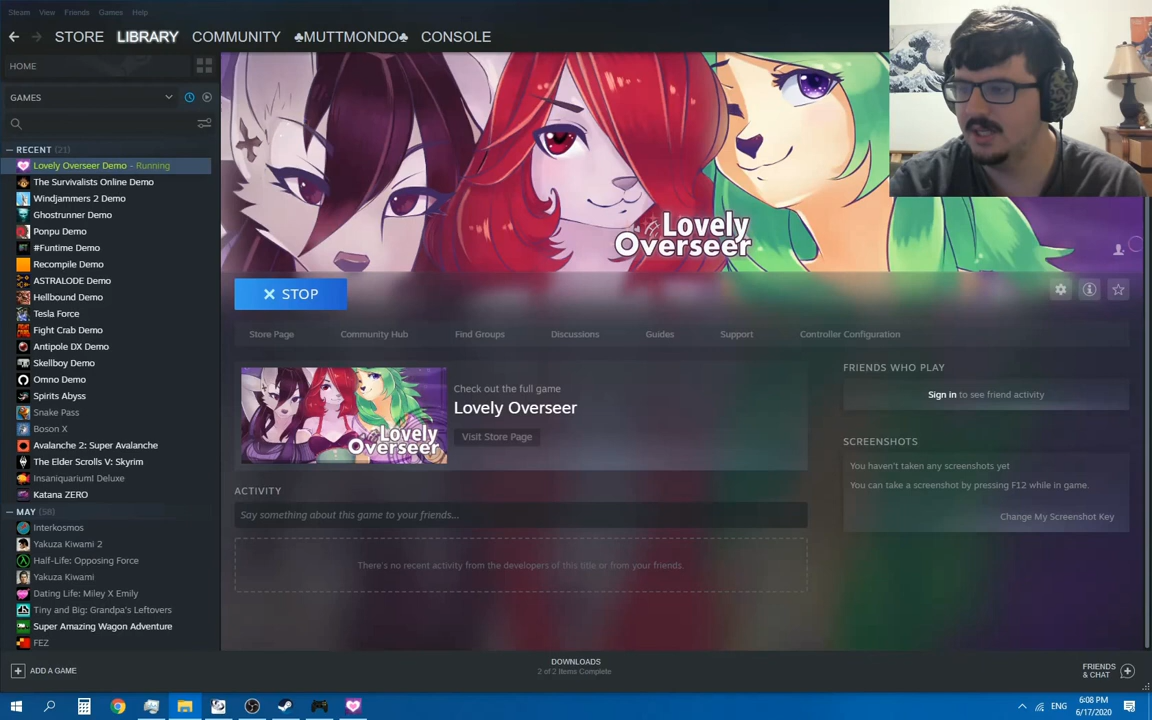 Steam View Friends Games Help
STORE LIBRARY COMMUNITY ♣MUTTMONDO♣ CONSOLE
HOME
GAMES
RECENT (21)
Lovely Overseer Demo - Running
The Survivalists Online Demo
Windjammers 2 Demo
Ghostrunner Demo
Ponpu Demo
#Funtime Demo
Recompile Demo
ASTRALODE Demo
Hellbound Demo
Tesla Force
Fight Crab Demo
Antipole DX Demo
Skellboy Demo
Omno Demo
Spirits Abyss
Snake Pass
Boson X
Avalanche 2: Super Avalanche
The Elder Scrolls V: Skyrim
Insaniquarium! Deluxe
Katana ZERO
MAY (58)
Interkosmos
Yakuza Kiwami 2
Half-Life: Opposing Force
Yakuza Kiwami
Dating Life: Miley X Emily
Tiny and Big: Grandpa's Leftovers
Super Amazing Wagon Adventure
FEZ
ADD A GAME
Lovely
Overseer
STOP
Store Page Community Hub Find Groups Discussions Guides Support Controller Configuration
Lovely
Overseer
Check out the full game
Lovely Overseer
Visit Store Page
ACTIVITY
Say something about this game to your friends...
There's no recent activity from the developers of this title or from your friends.
FRIENDS WHO PLAY
Sign in to see friend activity
SCREENSHOTS
You haven't taken any screenshots yet
You can take a screenshot by pressing F12 while in game.
Change My Screenshot Key
DOWNLOADS
2 of 2 Items Complete
FRIENDS
& CHAT
ENG
6:08 PM
6/17/2020